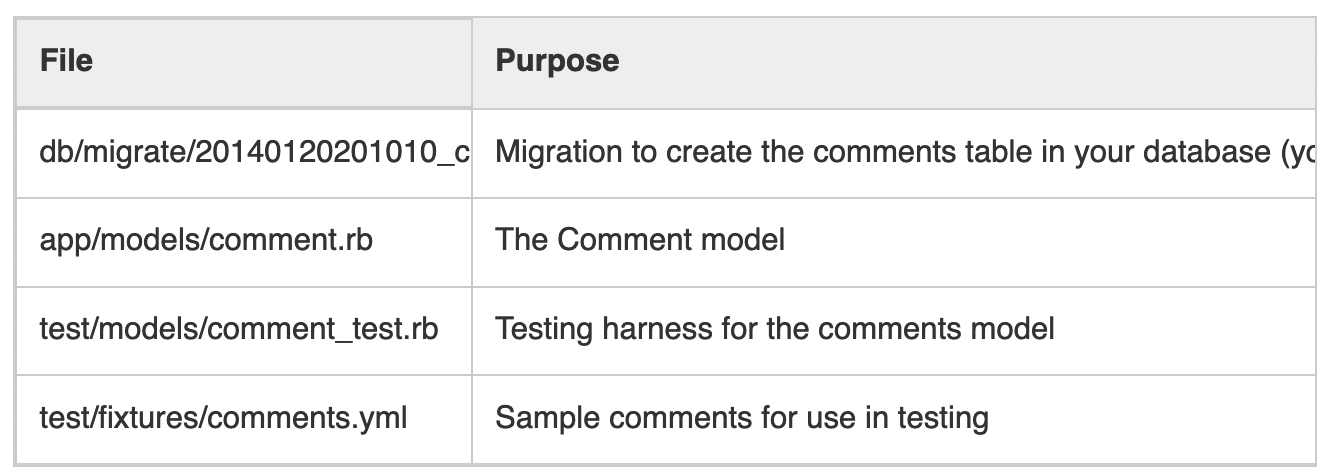 File Purpose
db/migrate/20140120201010_c Migration to create the comments table in your database (yo
app/models/comment.rb The Comment model
test/models/comment_test.rb Testing harness for the comments model
test/fixtures/comments.yml Sample comments for use in testing